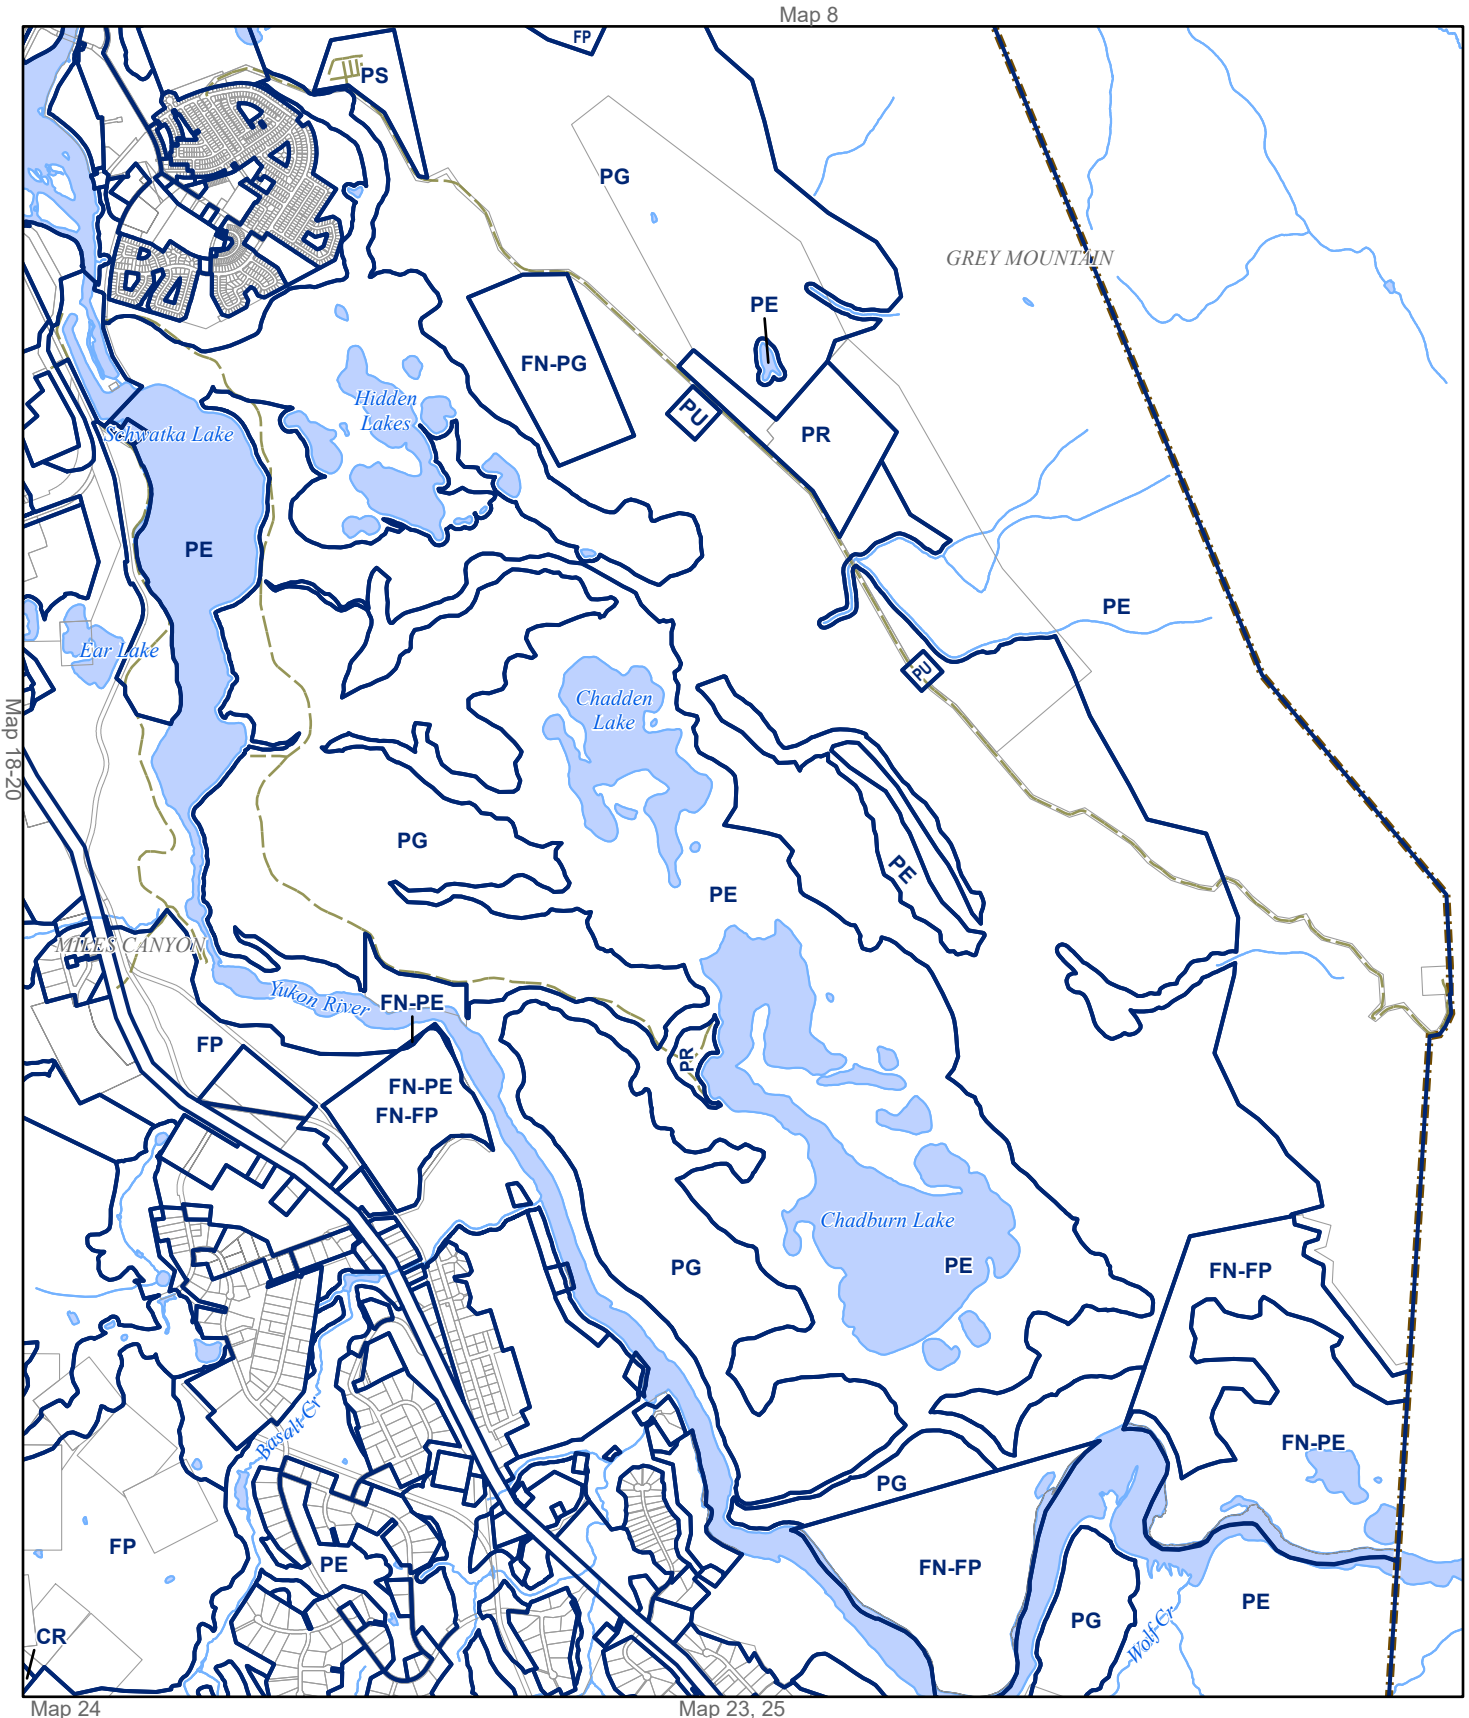 Map 8
FP
PS
PG
GREY MOUNTAIN
PE
FN-PG
Hidden
Lakes
PU
PR
Schwatka Lake
PE
PE
Ear Lake
PU
Chadden
Lake
Map 18-20
PG
PE
PE
MILES CANYON
Yukon River
FN-PE
FP
PR
FN-PE
FN-FP
Chadburn Lake
PG
PE
FN-FP
Basalt Cr
FN-PE
PG
FP
PE
FN-FP
PE
PG
Wolf Cr
CR
Map 24
Map 23, 25